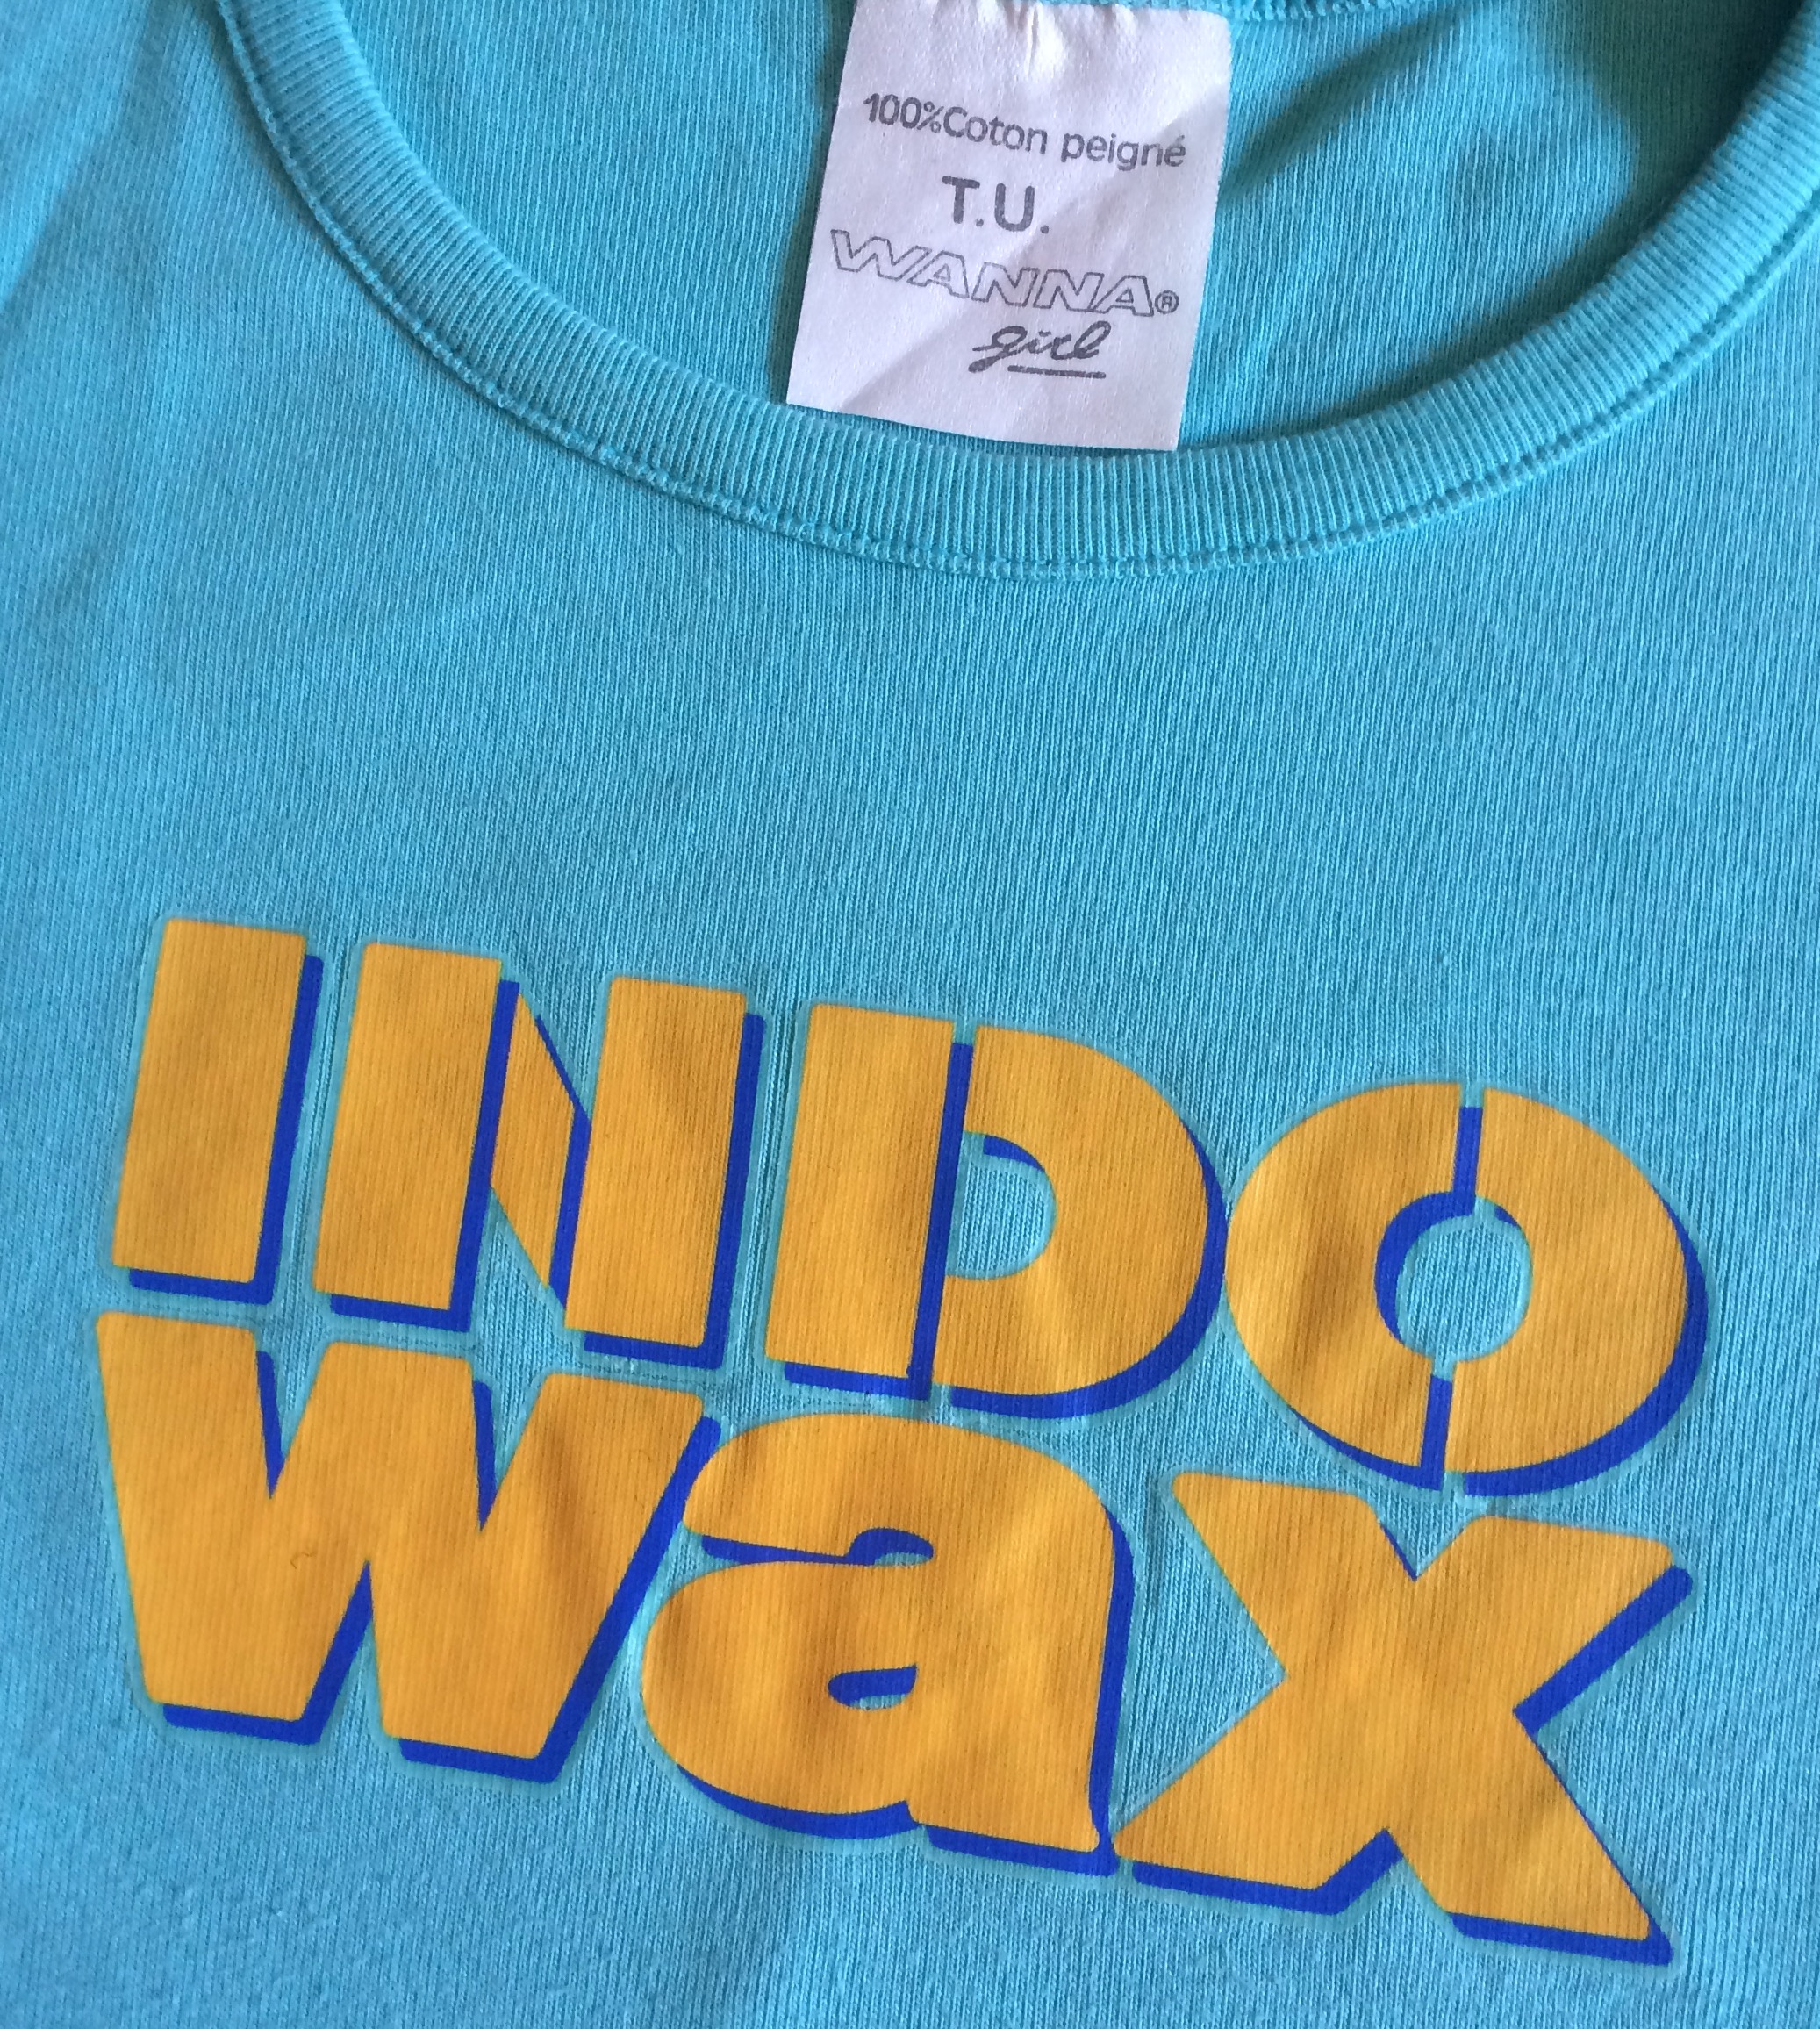 100%Coton peigné
T.U.
WANNA®
girl
INDO
wax